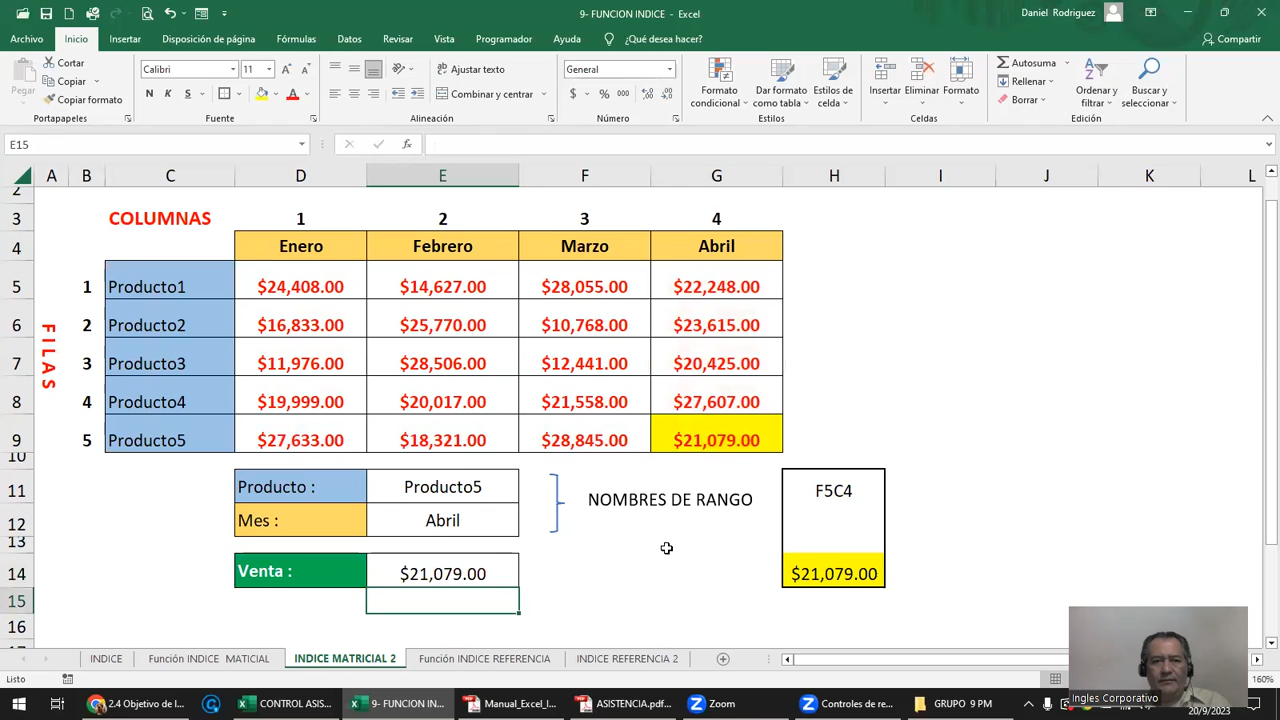 9- FUNCION INDICE - Excel
Daniel Rodriguez
Archivo Inicio Insertar Disposición de página Fórmulas Datos Revisar Vista Programador Ayuda ¿Qué desea hacer? Compartir
Pegar
Cortar
Copiar
Copiar formato
Portapapeles
Calibri 11
N K S
Fuente
Ajustar texto
Combinar y centrar
Alineación
General
$ % 000
Número
Formato condicional
Dar formato como tabla
Estilos de celda
Estilos
Insertar Eliminar Formato
Celdas
Autosuma
Rellenar
Borrar
Ordenar y filtrar
Buscar y seleccionar
Edición
E15 fx
A B C D E F G H I J K L
2
3 COLUMNAS 1 2 3 4
4 Enero Febrero Marzo Abril
5 1 Producto1 $24,408.00 $14,627.00 $28,055.00 $22,248.00
6 2 Producto2 $16,833.00 $25,770.00 $10,768.00 $23,615.00
7 3 Producto3 $11,976.00 $28,506.00 $12,441.00 $20,425.00
8 4 Producto4 $19,999.00 $20,017.00 $21,558.00 $27,607.00
9 5 Producto5 $27,633.00 $18,321.00 $28,845.00 $21,079.00
FILAS
10
11 Producto : Producto5 NOMBRES DE RANGO F5C4
12 Mes : Abril
13
14 Venta : $21,079.00 $21,079.00
15
16
INDICE Función INDICE MATICIAL INDICE MATRICIAL 2 Función INDICE REFERENCIA INDICE REFERENCIA 2
Listo 160%
Ingles Corporativo
2.4 Objetivo de l... CONTROL ASIS... 9- FUNCION IN... Manual_Excel_I... ASISTENCIA.pdf... Zoom Controles de re... GRUPO 9 PM
20/9/2023